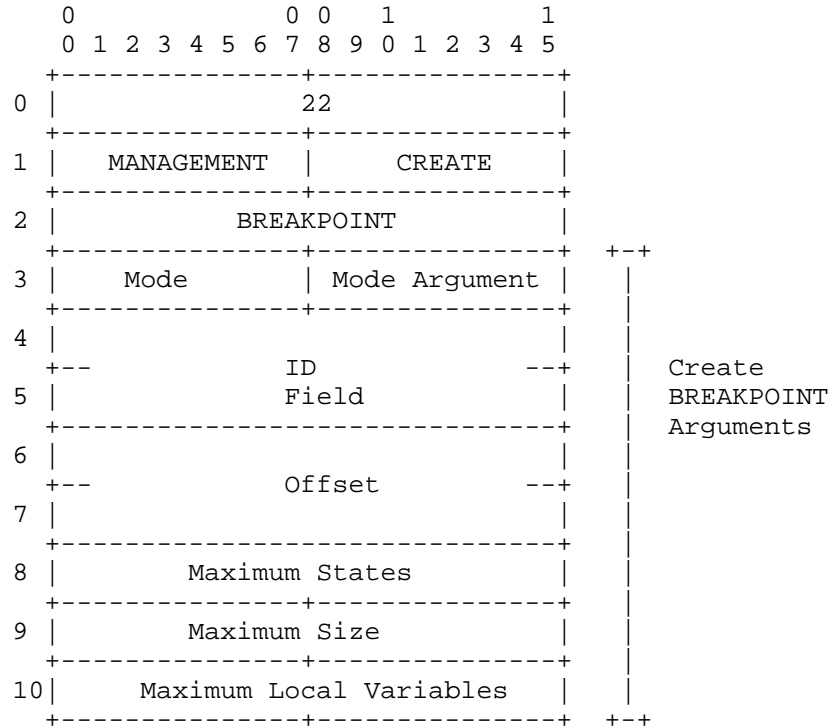 0 0 0 1 1
0 1 2 3 4 5 6 7 8 9 0 1 2 3 4 5
+---------------+---------------+
0 | 22 |
+---------------+---------------+
1 | MANAGEMENT | CREATE |
+---------------+---------------+
2 | BREAKPOINT |
+---------------+---------------+ +-+
3 | Mode | Mode Argument | |
+---------------+---------------+ |
4 | | |
+-- ID --+ | Create
5 | Field | | BREAKPOINT
+-------------------------------+ Arguments
6 | | |
+-- Offset --+ |
7 | | |
+---------------+---------------+ |
8 | Maximum States | |
+---------------+---------------+ |
9 | Maximum Size | |
+---------------+---------------+ |
10| Maximum Local Variables | |
+---------------+---------------+ +-+